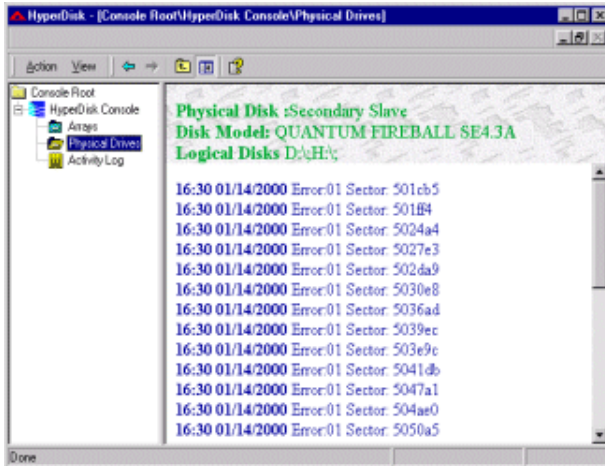 HyperDisk - [Console Root\HyperDisk Console\Physical Drives]
Action View
Console Root
HyperDisk Console
Arrays
Physical Drives
Activity Log
Physical Disk :Secondary Slave
Disk Model: QUANTUM FIREBALL SE4.3A
Logical Disks D:\;H:\;
16:30 01/14/2000 Error:01 Sector: 501cb5
16:30 01/14/2000 Error:01 Sector: 501ff4
16:30 01/14/2000 Error:01 Sector: 5024a4
16:30 01/14/2000 Error:01 Sector: 5027e3
16:30 01/14/2000 Error:01 Sector: 502da9
16:30 01/14/2000 Error:01 Sector: 5030e8
16:30 01/14/2000 Error:01 Sector: 5036ad
16:30 01/14/2000 Error:01 Sector: 5039ec
16:30 01/14/2000 Error:01 Sector: 503e9c
16:30 01/14/2000 Error:01 Sector: 5041db
16:30 01/14/2000 Error:01 Sector: 5047a1
16:30 01/14/2000 Error:01 Sector: 504ae0
16:30 01/14/2000 Error:01 Sector: 5050a5
Done